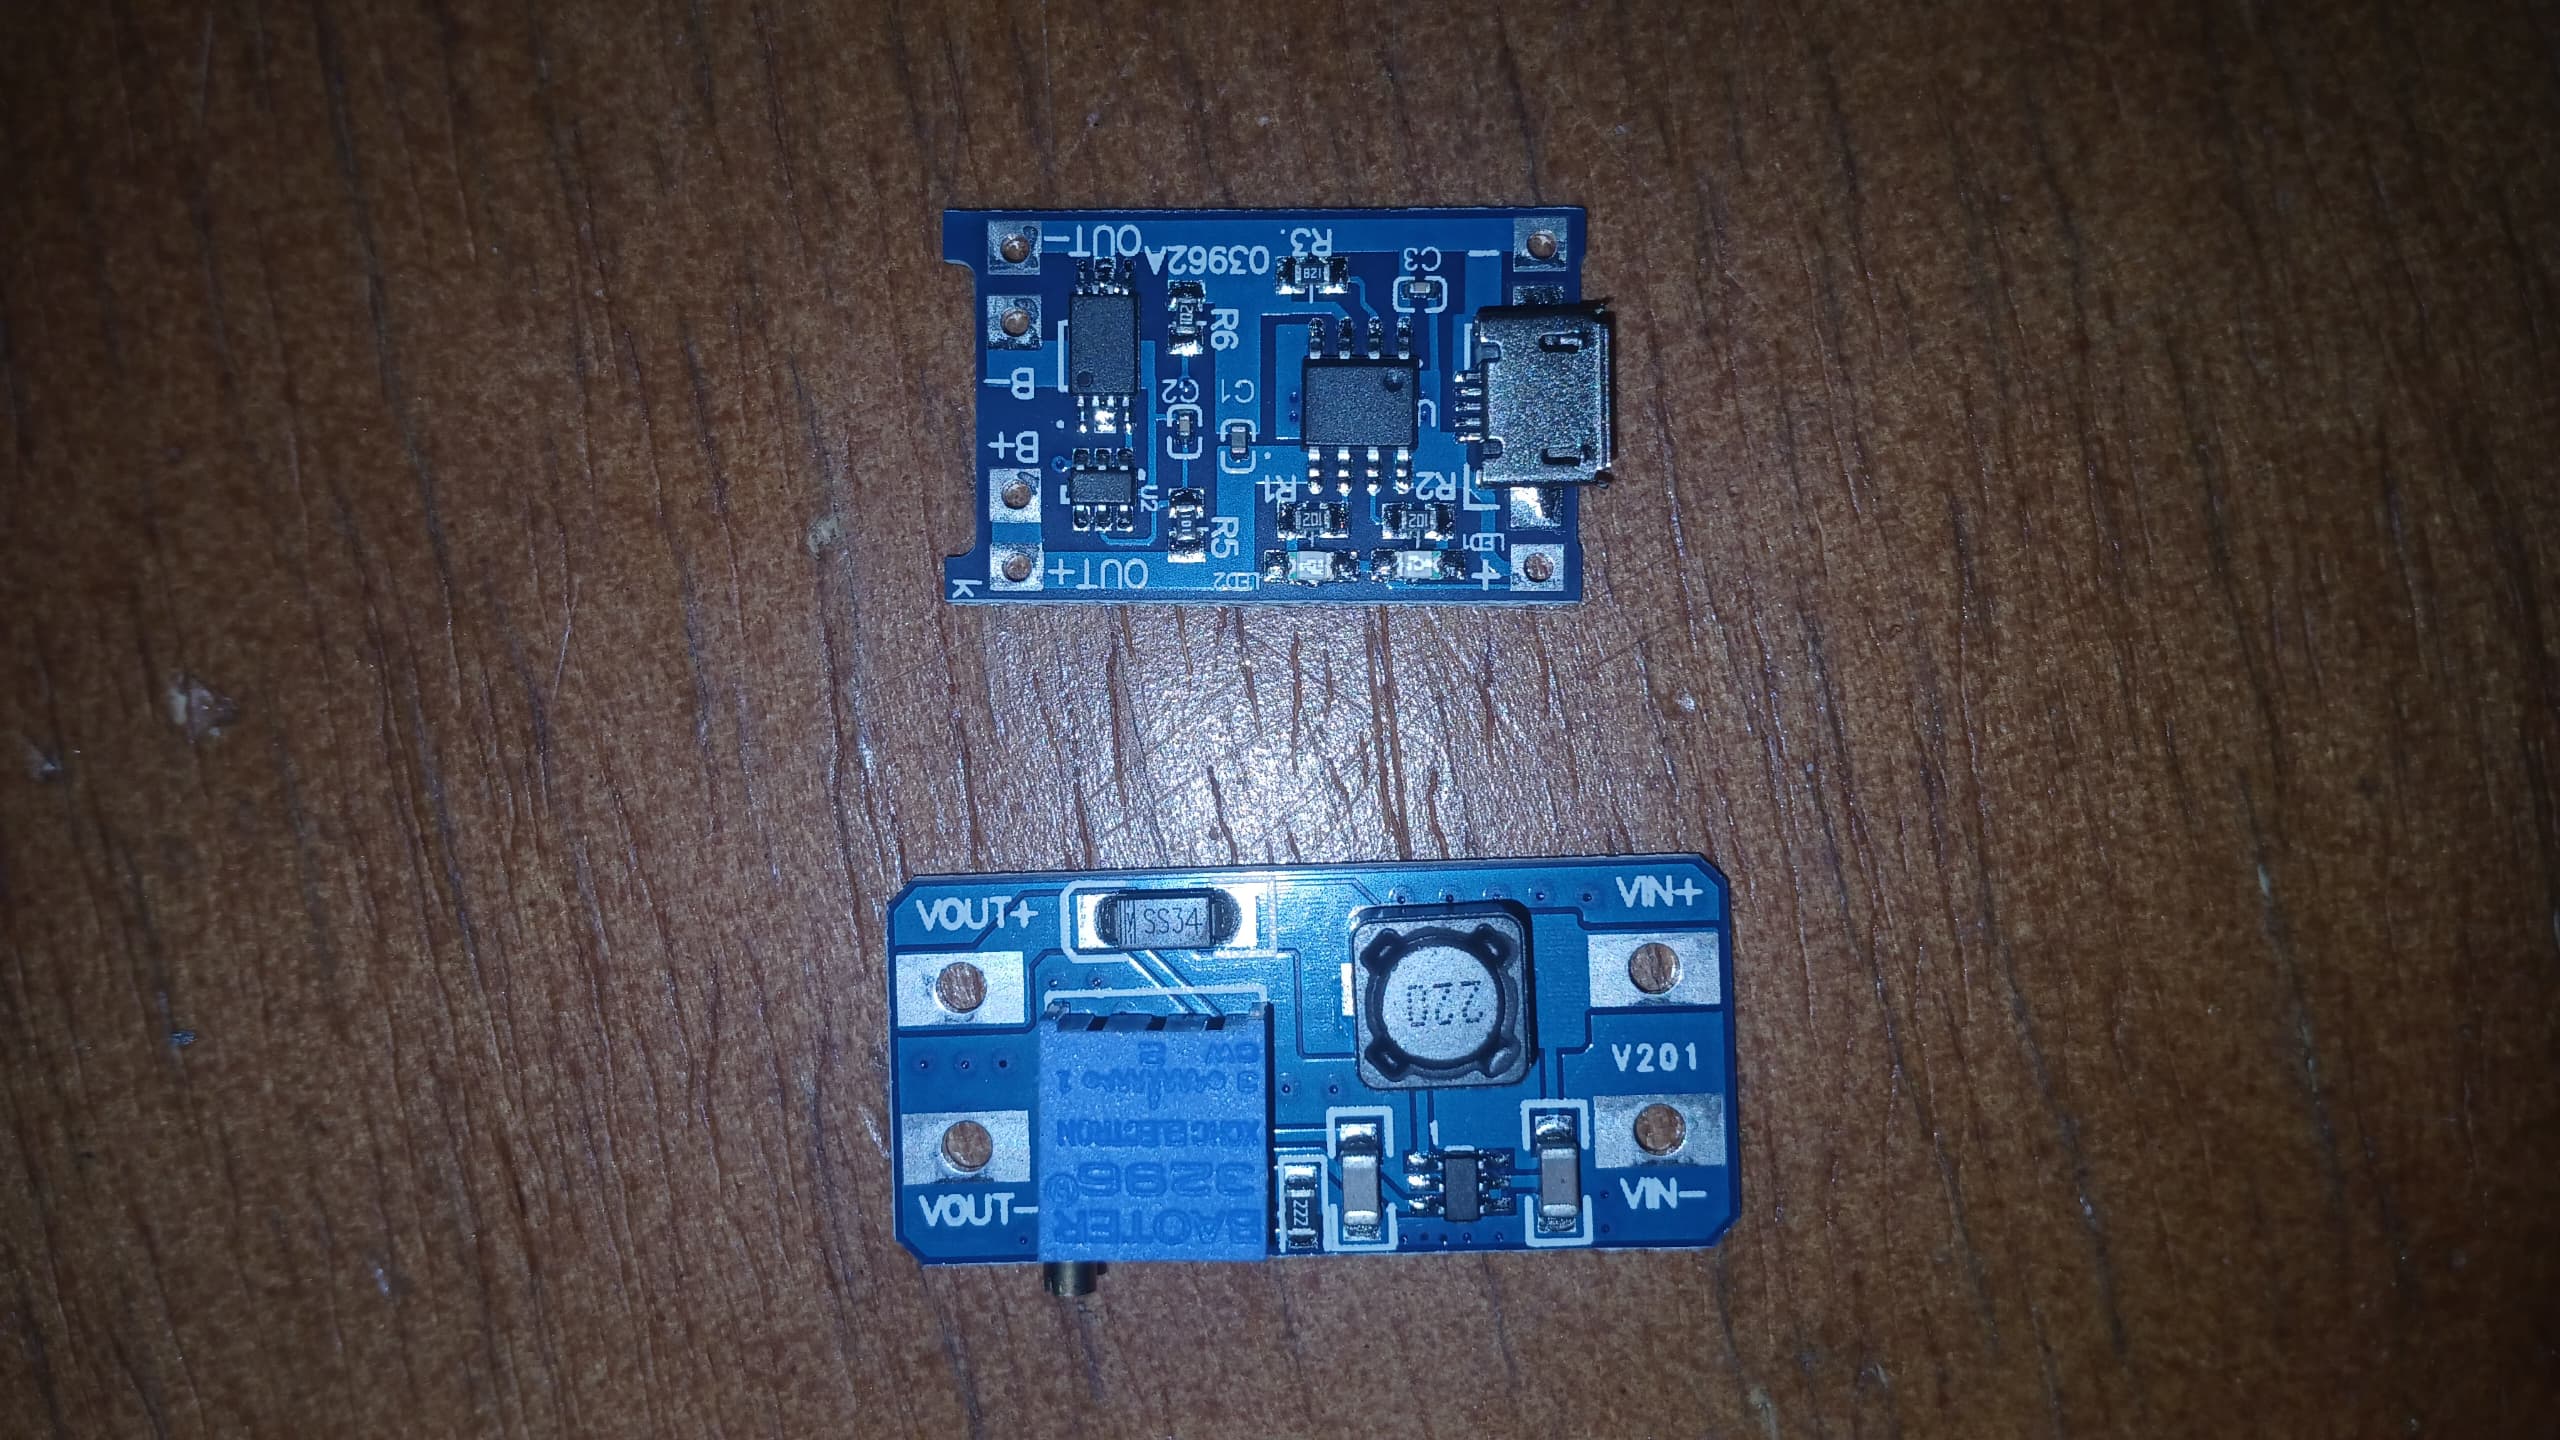 OUT-
03962A
R3
C3
-
R6
B-
C2
C1
B+
R1
R2
U2
R5
OUT+
LED2
+
K
VOUT+
SS34
VIN+
220
V201
3296
BAOTER
222
VOUT-
VIN-